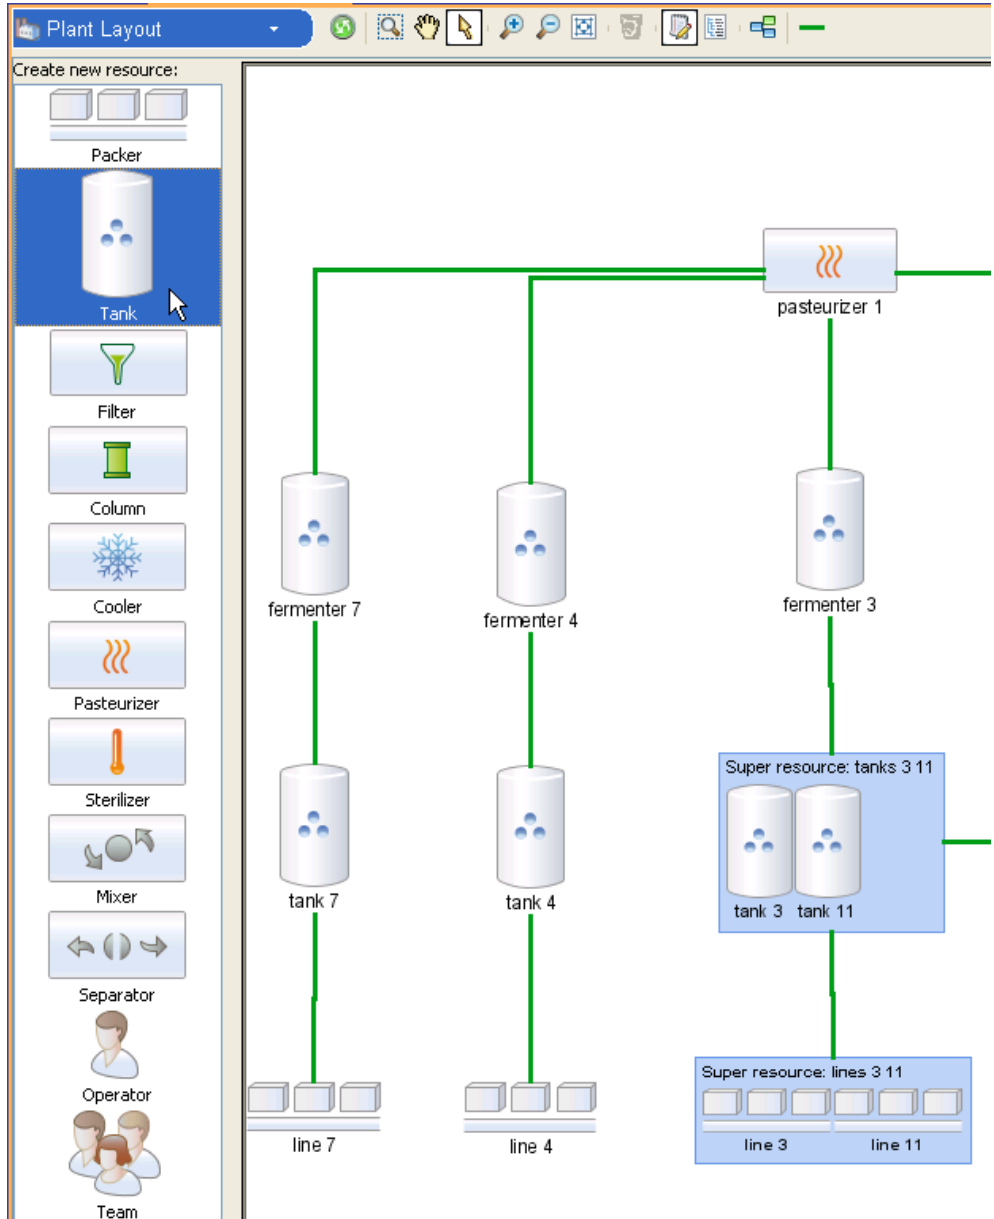 Plant Layout
Create new resource:
Packer
Tank
Filter
Column
Cooler
Pasteurizer
Sterilizer
Mixer
Separator
Operator
Team
pasteurizer 1
fermenter 7
fermenter 4
fermenter 3
Super resource: tanks 3 11
tank 7
tank 4
tank 3
tank 11
Super resource: lines 3 11
line 7
line 4
line 3
line 11